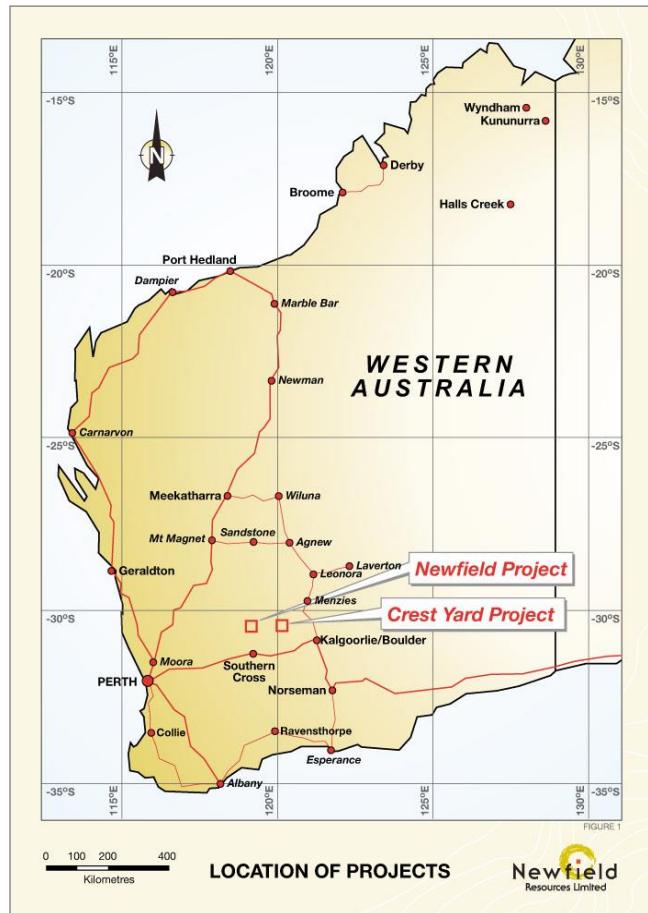 115°E
120°E
125°E
130°E
-15°S
-15°S
Wyndham
Kununurra
N
Derby
Broome
Halls Creek
Port Hedland
-20°S
-20°S
Dampier
Marble Bar
WESTERN
AUSTRALIA
Newman
Carnarvon
-25°S
-25°S
Meekatharra
Wiluna
Mt Magnet
Sandstone
Agnew
Laverton
Newfield Project
Geraldton
Leonora
Menzies
-30°S
-30°S
Crest Yard Project
Kalgoorlie/Boulder
Moora
Southern
Cross
PERTH
Norseman
Collie
Ravensthorpe
Esperance
Albany
-35°S
-35°S
115°E
120°E
125°E
130°E
FIGURE 1
0 100 200 400
Kilometres
LOCATION OF PROJECTS
Newfield
Resources Limited